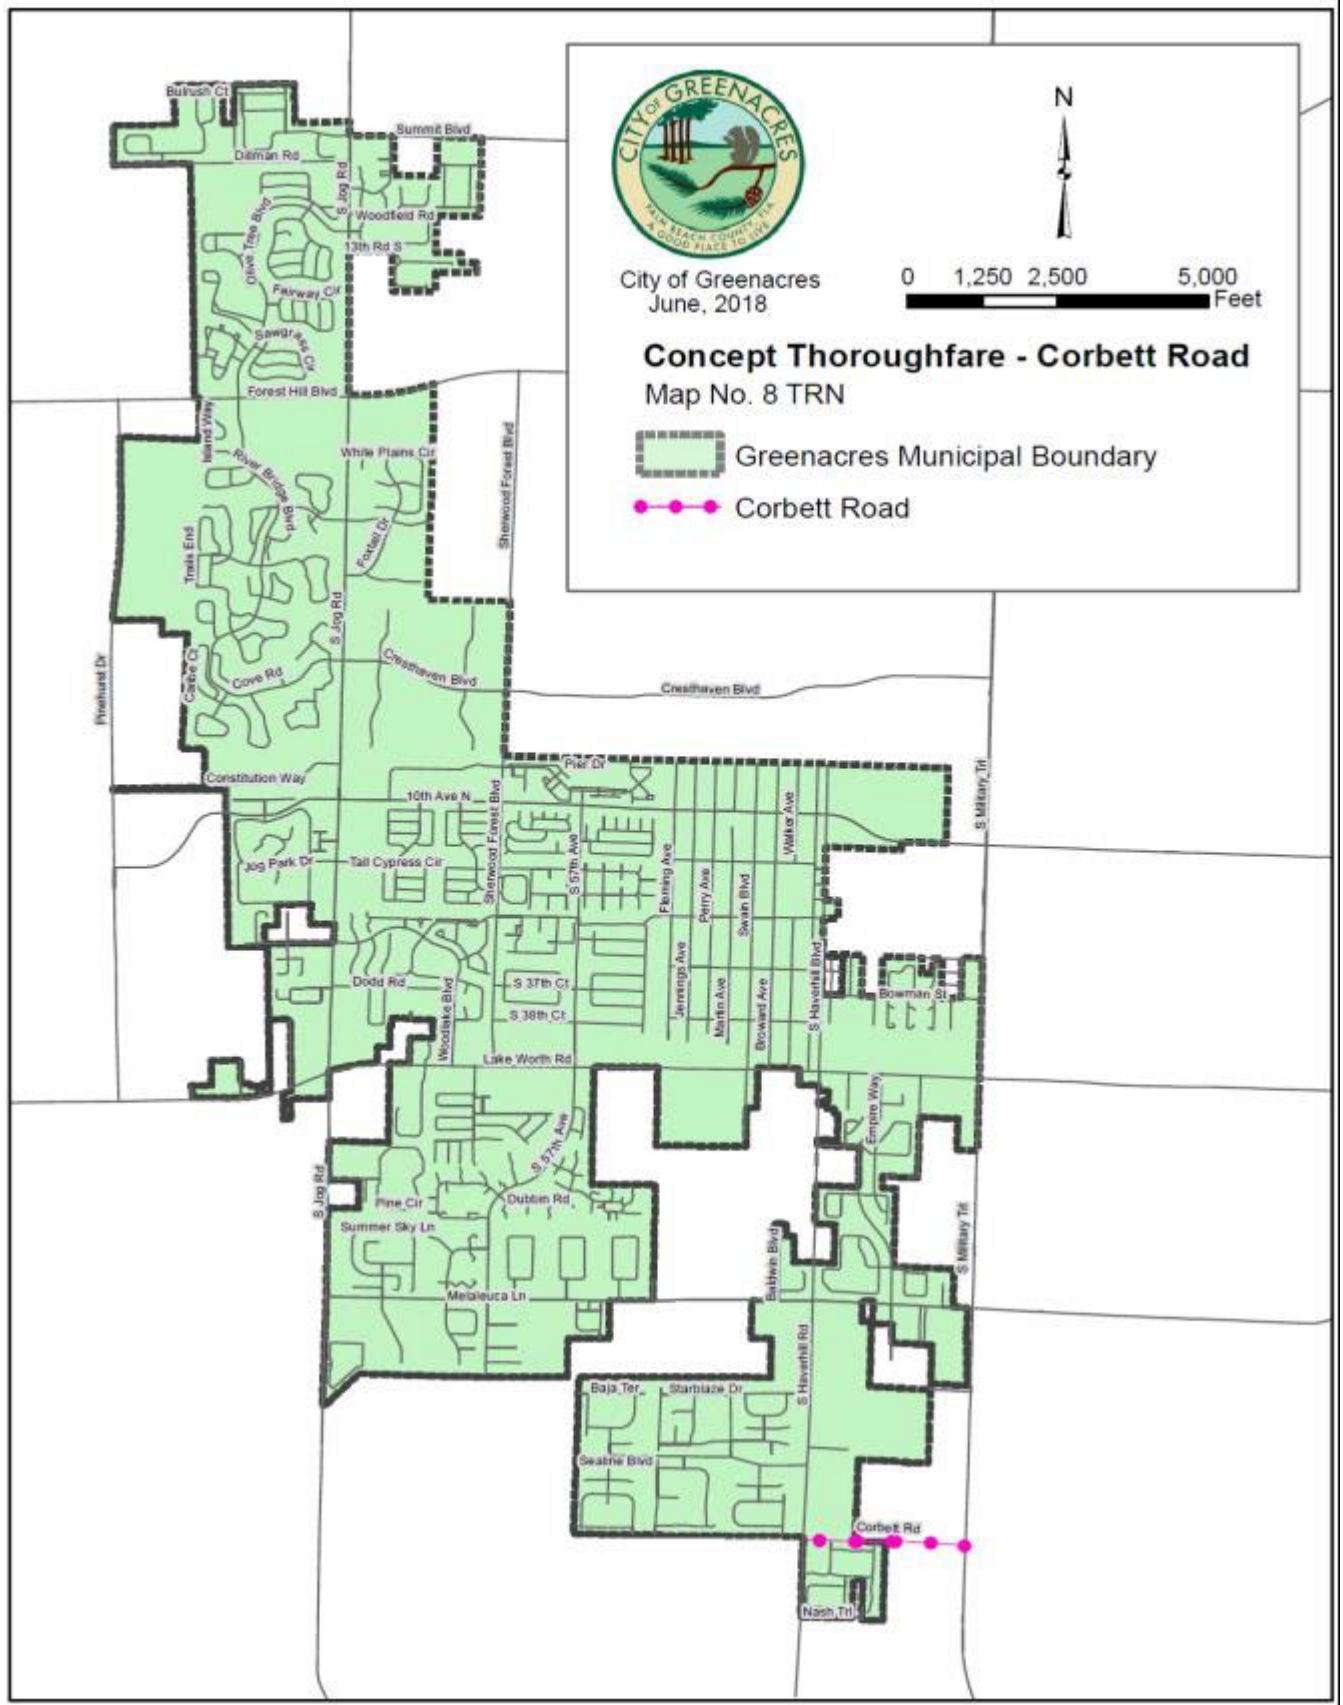 CITY OF GREENACRES
PALM BEACH COUNTY, FLA
A GOOD PLACE TO LIVE
City of Greenacres
June, 2018
N
0 1,250 2,500 5,000
Feet
Concept Thoroughfare - Corbett Road
Map No. 8 TRN
Greenacres Municipal Boundary
Corbett Road
Bulrush Ct
Summit Blvd
Dillman Rd
S Jog Rd
Olive Tree Blvd
Woodfield Rd
13th Rd S
Fairway Cir
Sawgrass Cir
Forest Hill Blvd
Island Way
White Plains Cir
River Bridge Blvd
Sherwood Forest Blvd
Foxtail Dr
Trails End
S Jog Rd
Pinehurst Dr
Caribe Ct
Cove Rd
Cresthaven Blvd
Cresthaven Blvd
Constitution Way
Pier Dr
S Military Trl
10th Ave N
Sherwood Forest Blvd
Walker Ave
Jog Park Dr
Tall Cypress Cir
S 57th Ave
Fleming Ave
Perry Ave
Swain Blvd
Dodd Rd
S 37th Ct
Jennings Ave
Martin Ave
Broward Ave
S Haverhill Blvd
Bowman St
Woodlake Blvd
S 38th Ct
Lake Worth Rd
Empire Way
S 57th Ave
S Jog Rd
Pine Cir
Dubbin Rd
Summer Sky Ln
Baldwin Blvd
S Military Trl
Melaleuca Ln
S Haverhill Rd
Baja Ter
Starblaze Dr
Sealine Blvd
Corbett Rd
Nash Trl